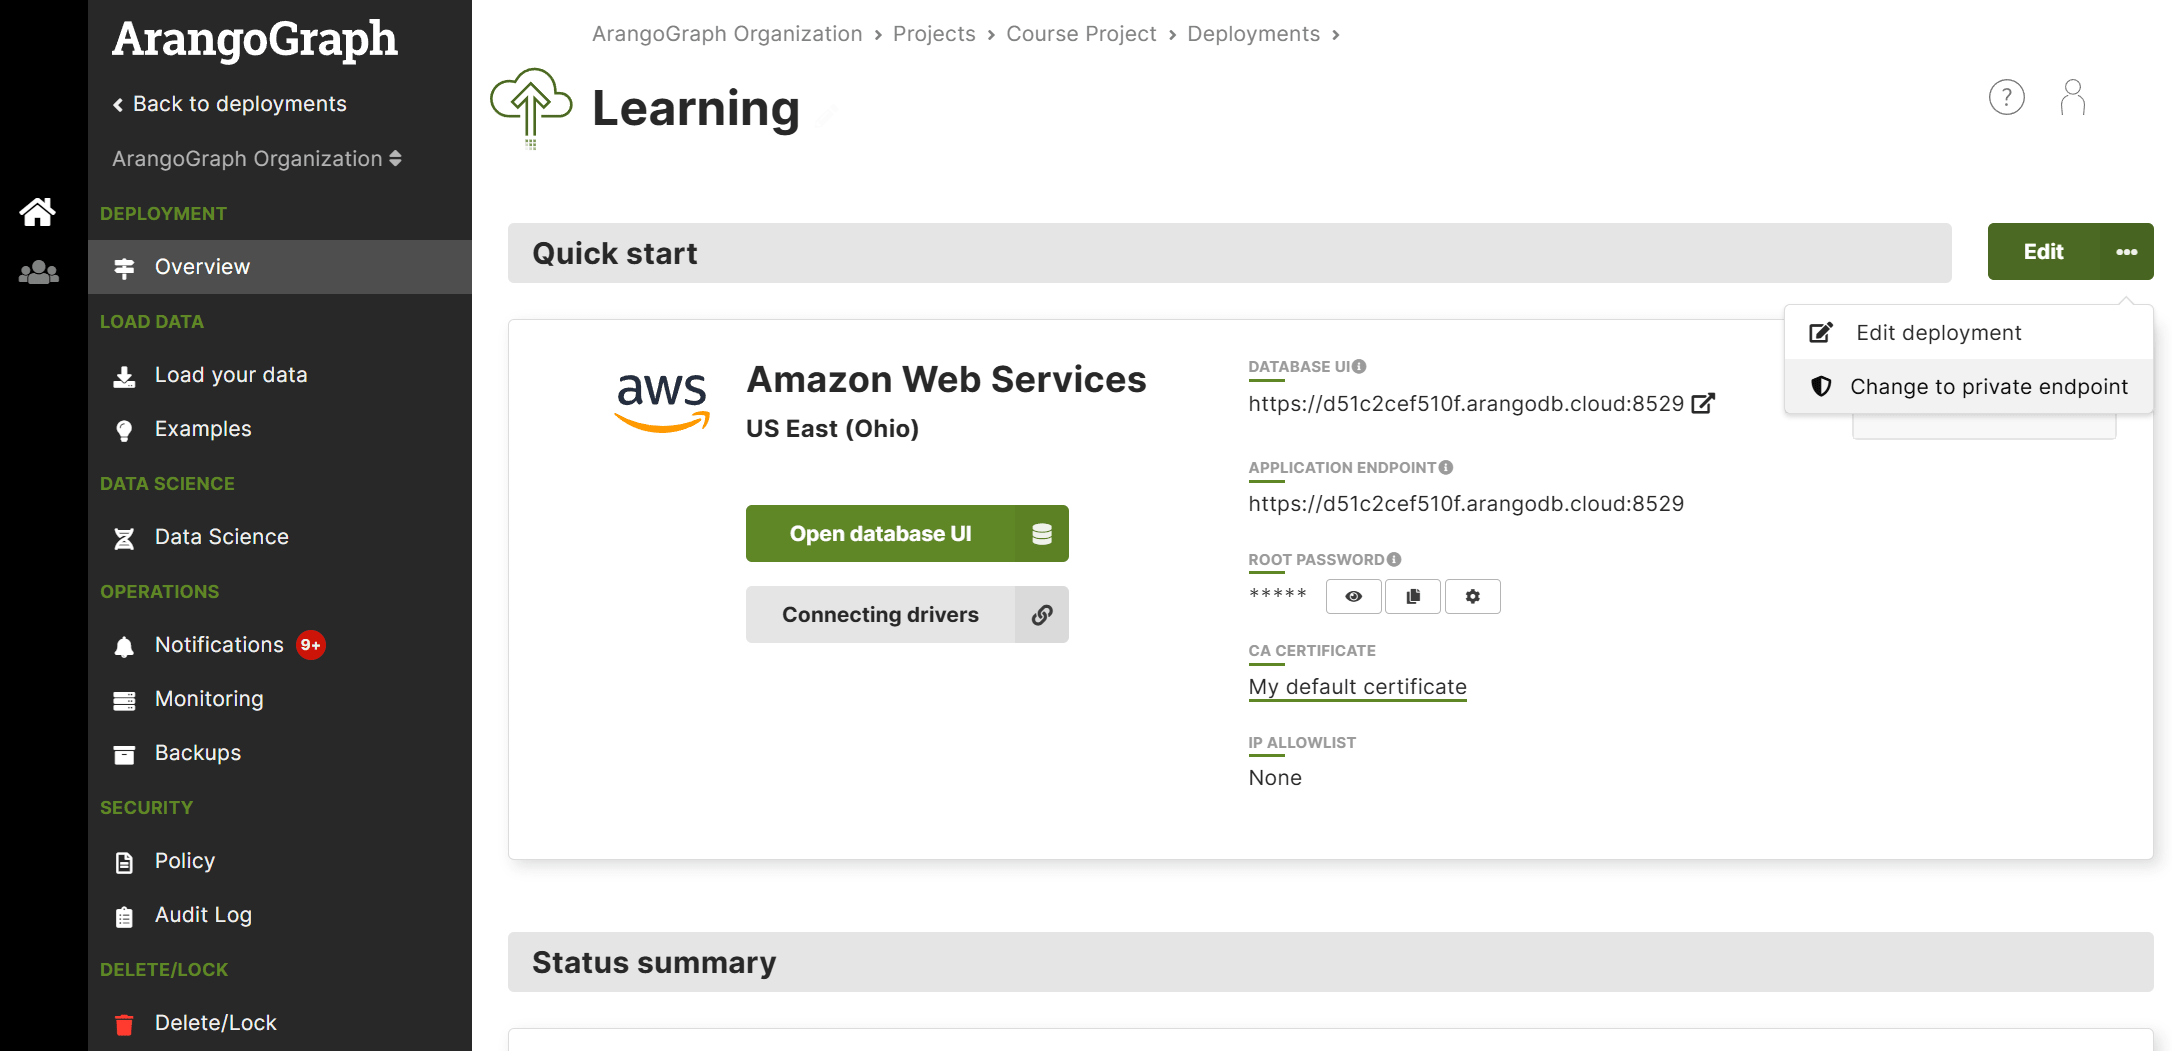 ArangoGraph
Back to deployments
ArangoGraph Organization
DEPLOYMENT
Overview
LOAD DATA
Load your data
Examples
DATA SCIENCE
Data Science
OPERATIONS
Notifications 9+
Monitoring
Backups
SECURITY
Policy
Audit Log
DELETE/LOCK
Delete/Lock
ArangoGraph Organization > Projects > Course Project > Deployments >
Learning
?
Quick start
Edit ...
Edit deployment
Change to private endpoint
aws
Amazon Web Services
US East (Ohio)
Open database UI
Connecting drivers
DATABASE UI
https://d51c2cef510f.arangodb.cloud:8529
APPLICATION ENDPOINT
https://d51c2cef510f.arangodb.cloud:8529
ROOT PASSWORD
*****
CA CERTIFICATE
My default certificate
IP ALLOWLIST
None
Status summary